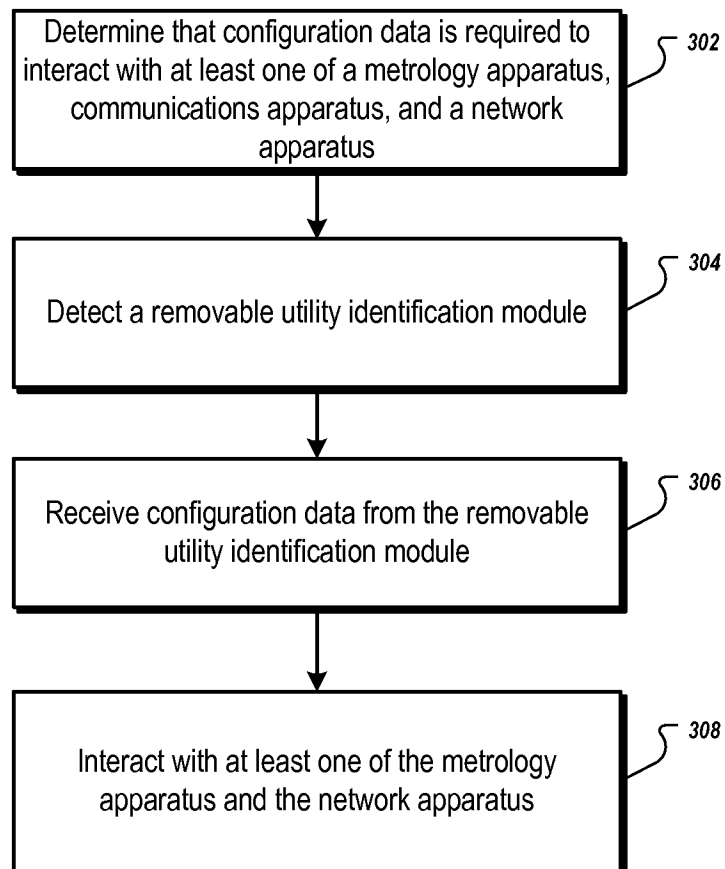 Determine that configuration data is required to
interact with at least one of a metrology apparatus,
communications apparatus, and a network
apparatus
302
Detect a removable utility identification module
304
Receive configuration data from the removable
utility identification module
306
Interact with at least one of the metrology
apparatus and the network apparatus
308